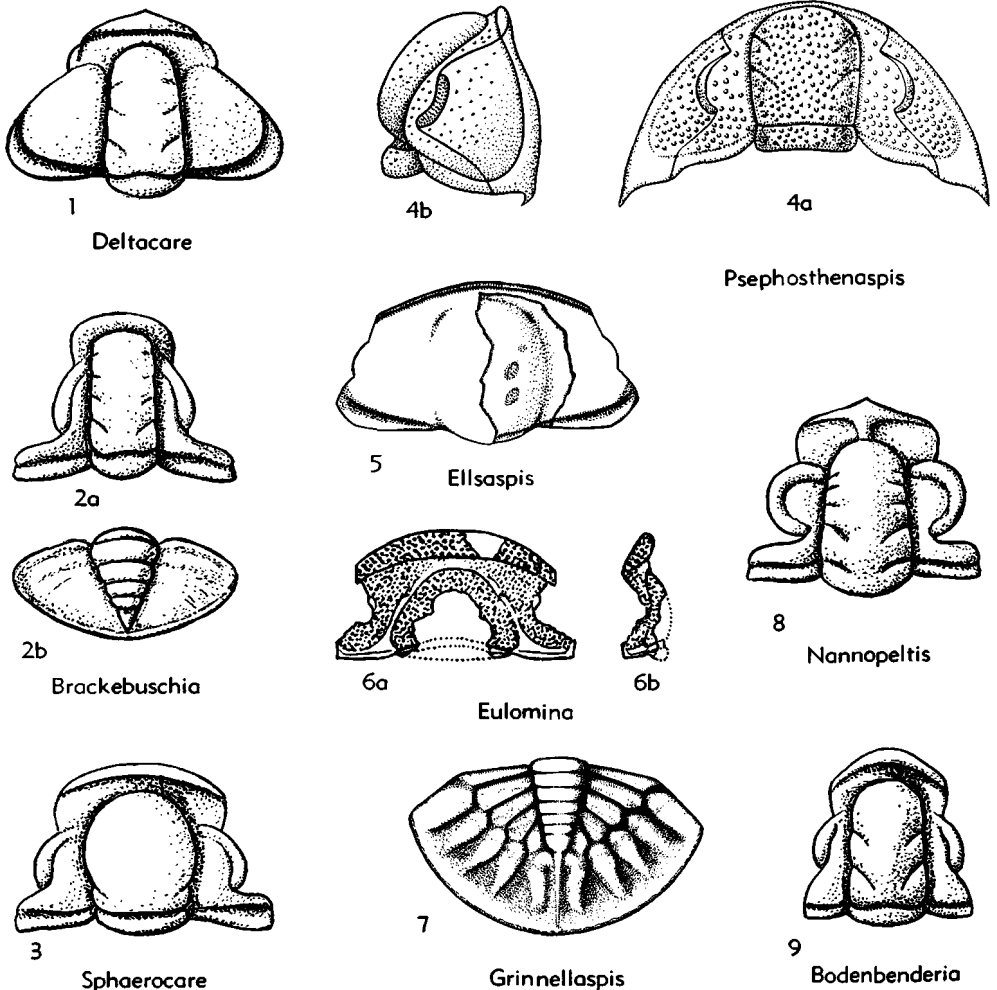 1
Deltacare
4b
4a
Psephosthenaspis
2a
5
Ellsaspis
2b
Brackebuschia
6a
6b
Eulomina
8
Nannopeltis
3
Sphaerocare
7
Grinnellaspis
9
Bodenbenderia